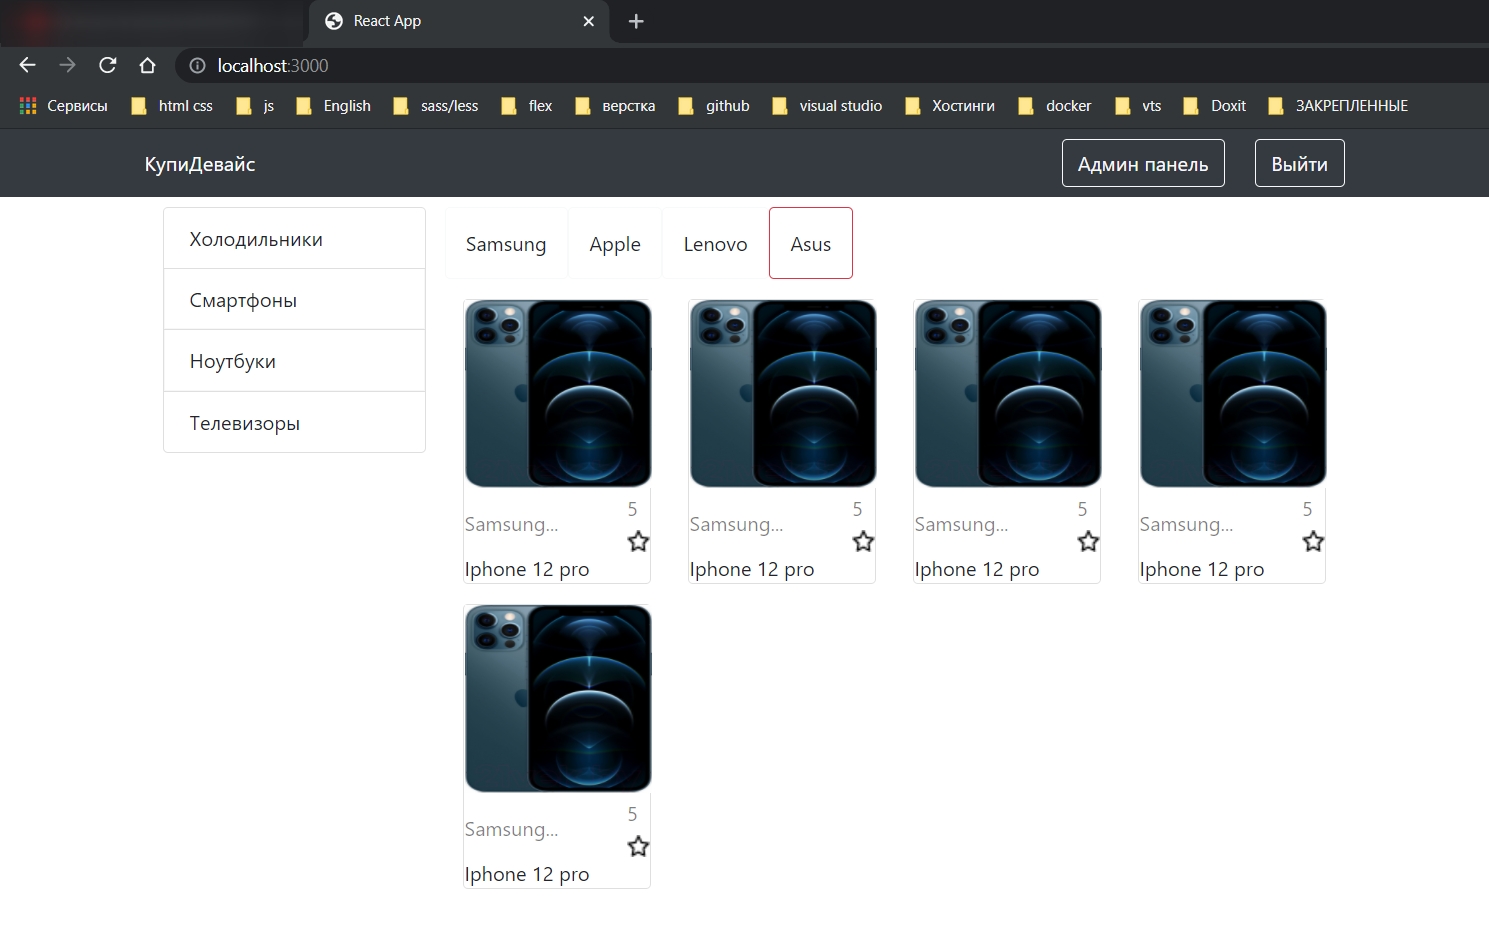 React App
localhost:3000
Сервисы html css js English sass/less flex верстка github visual studio Хостинги docker vts Doxit ЗАКРЕПЛЕННЫЕ
КупиДевайс Админ панель Выйти
Холодильники
Смартфоны
Ноутбуки
Телевизоры
Samsung Apple Lenovo Asus
Samsung... 5
Iphone 12 pro
Samsung... 5
Iphone 12 pro
Samsung... 5
Iphone 12 pro
Samsung... 5
Iphone 12 pro
Samsung... 5
Iphone 12 pro